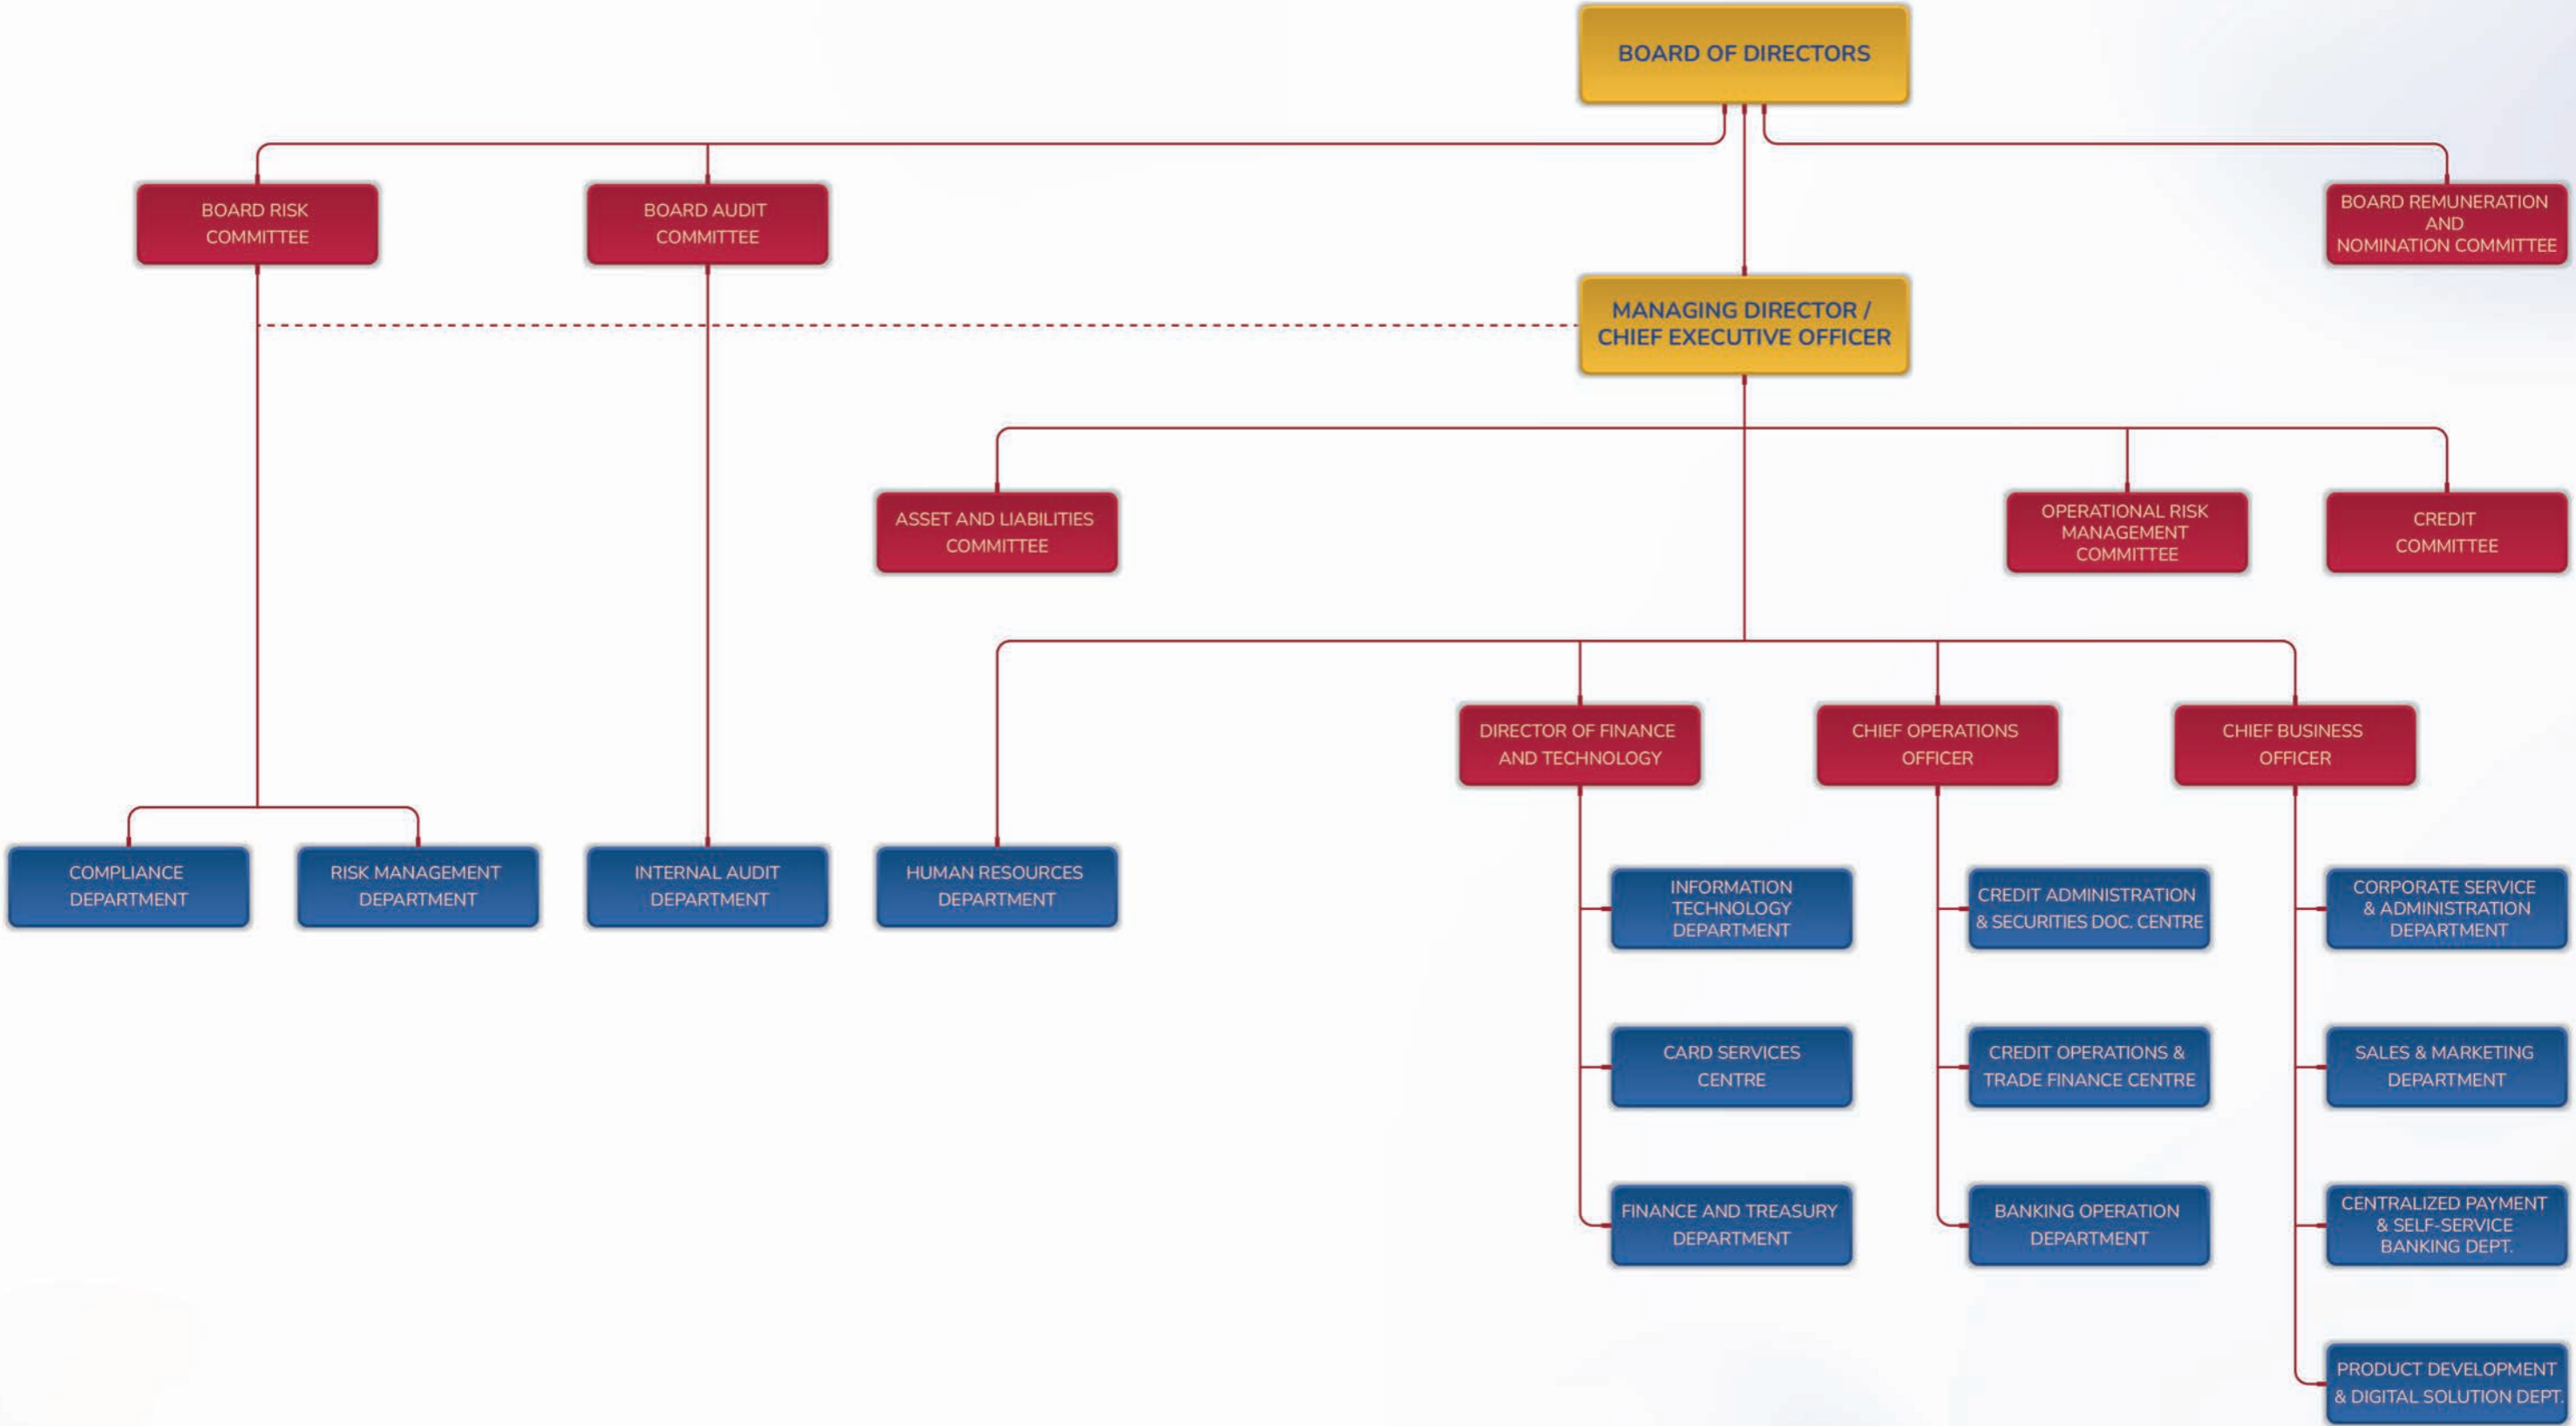 BOARD OF DIRECTORS
BOARD RISK
COMMITTEE
BOARD AUDIT
COMMITTEE
BOARD REMUNERATION
AND
NOMINATION COMMITTEE
MANAGING DIRECTOR /
CHIEF EXECUTIVE OFFICER
ASSET AND LIABILITIES
COMMITTEE
OPERATIONAL RISK
MANAGEMENT
COMMITTEE
CREDIT
COMMITTEE
DIRECTOR OF FINANCE
AND TECHNOLOGY
CHIEF OPERATIONS
OFFICER
CHIEF BUSINESS
OFFICER
COMPLIANCE
DEPARTMENT
RISK MANAGEMENT
DEPARTMENT
INTERNAL AUDIT
DEPARTMENT
HUMAN RESOURCES
DEPARTMENT
INFORMATION
TECHNOLOGY
DEPARTMENT
CREDIT ADMINISTRATION
& SECURITIES DOC. CENTRE
CORPORATE SERVICE
& ADMINISTRATION
DEPARTMENT
CARD SERVICES
CENTRE
CREDIT OPERATIONS &
TRADE FINANCE CENTRE
SALES & MARKETING
DEPARTMENT
FINANCE AND TREASURY
DEPARTMENT
BANKING OPERATION
DEPARTMENT
CENTRALIZED PAYMENT
& SELF-SERVICE
BANKING DEPT.
PRODUCT DEVELOPMENT
& DIGITAL SOLUTION DEPT.